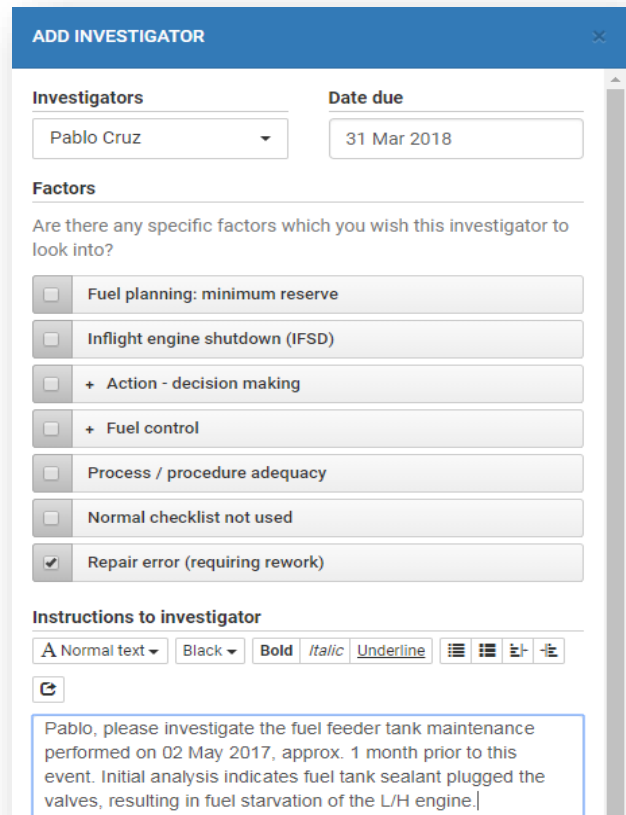 ADD INVESTIGATOR ×
Investigators Date due
Pablo Cruz 31 Mar 2018
Factors
Are there any specific factors which you wish this investigator to
look into?
Fuel planning: minimum reserve
Inflight engine shutdown (IFSD)
+ Action - decision making
+ Fuel control
Process / procedure adequacy
Normal checklist not used
Repair error (requiring rework)
Instructions to investigator
A Normal text Black Bold Italic Underline
Pablo, please investigate the fuel feeder tank maintenance
performed on 02 May 2017, approx. 1 month prior to this
event. Initial analysis indicates fuel tank sealant plugged the
valves, resulting in fuel starvation of the L/H engine.